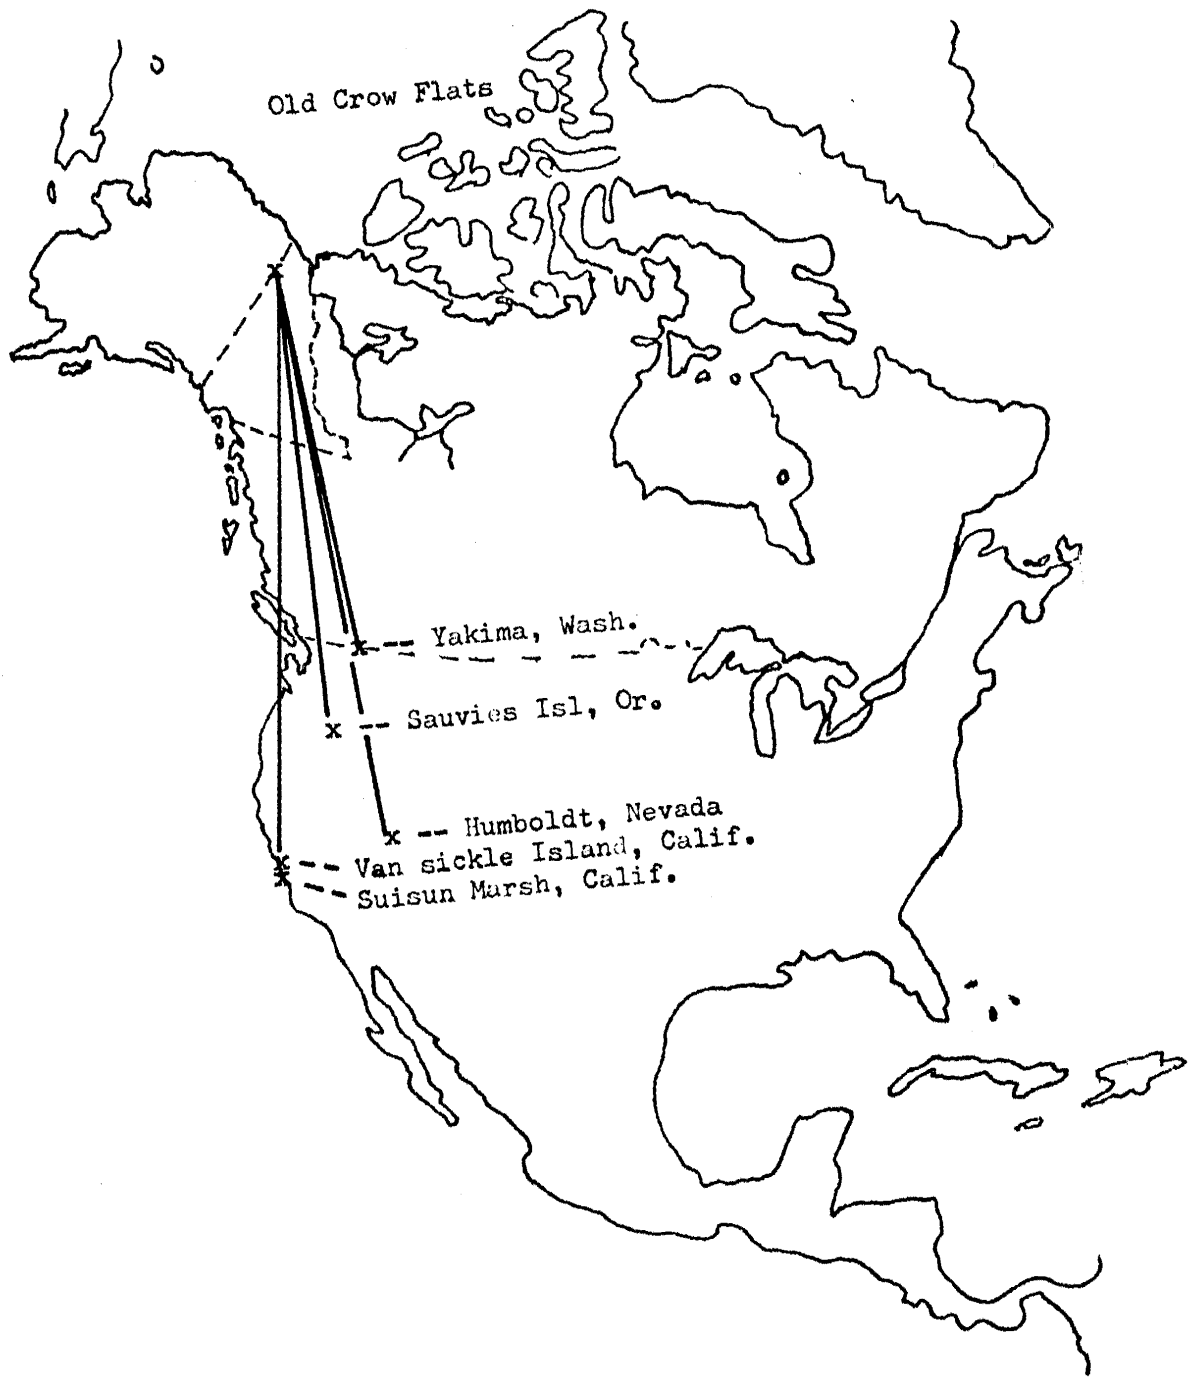 Old Crow Flats
x
x -- Yakima, Wash.
x -- Sauvies Isl, Or.
x -- Humboldt, Nevada
x -- Van sickle Island, Calif.
x -- Suisun Marsh, Calif.